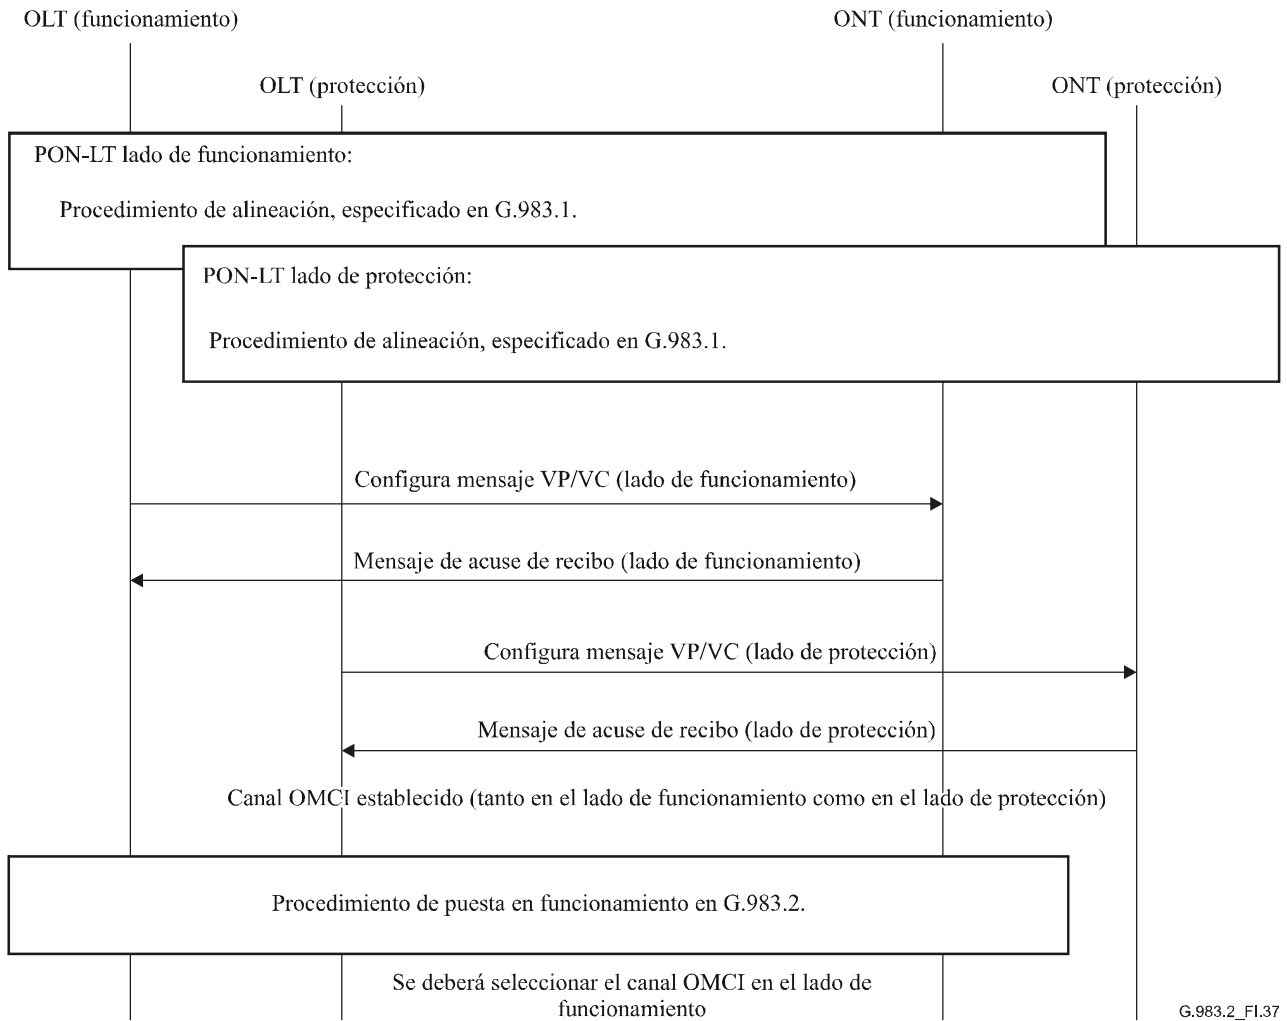 OLT (funcionamiento)
ONT (funcionamiento)
OLT (protección)
ONT (protección)
PON-LT lado de funcionamiento:
Procedimiento de alineación, especificado en G.983.1.
PON-LT lado de protección:
Procedimiento de alineación, especificado en G.983.1.
Configura mensaje VP/VC (lado de funcionamiento)
Mensaje de acuse de recibo (lado de funcionamiento)
Configura mensaje VP/VC (lado de protección)
Mensaje de acuse de recibo (lado de protección)
Canal OMCI establecido (tanto en el lado de funcionamiento como en el lado de protección)
Procedimiento de puesta en funcionamiento en G.983.2.
Se deberá seleccionar el canal OMCI en el lado de
funcionamiento
G.983.2_FI.37